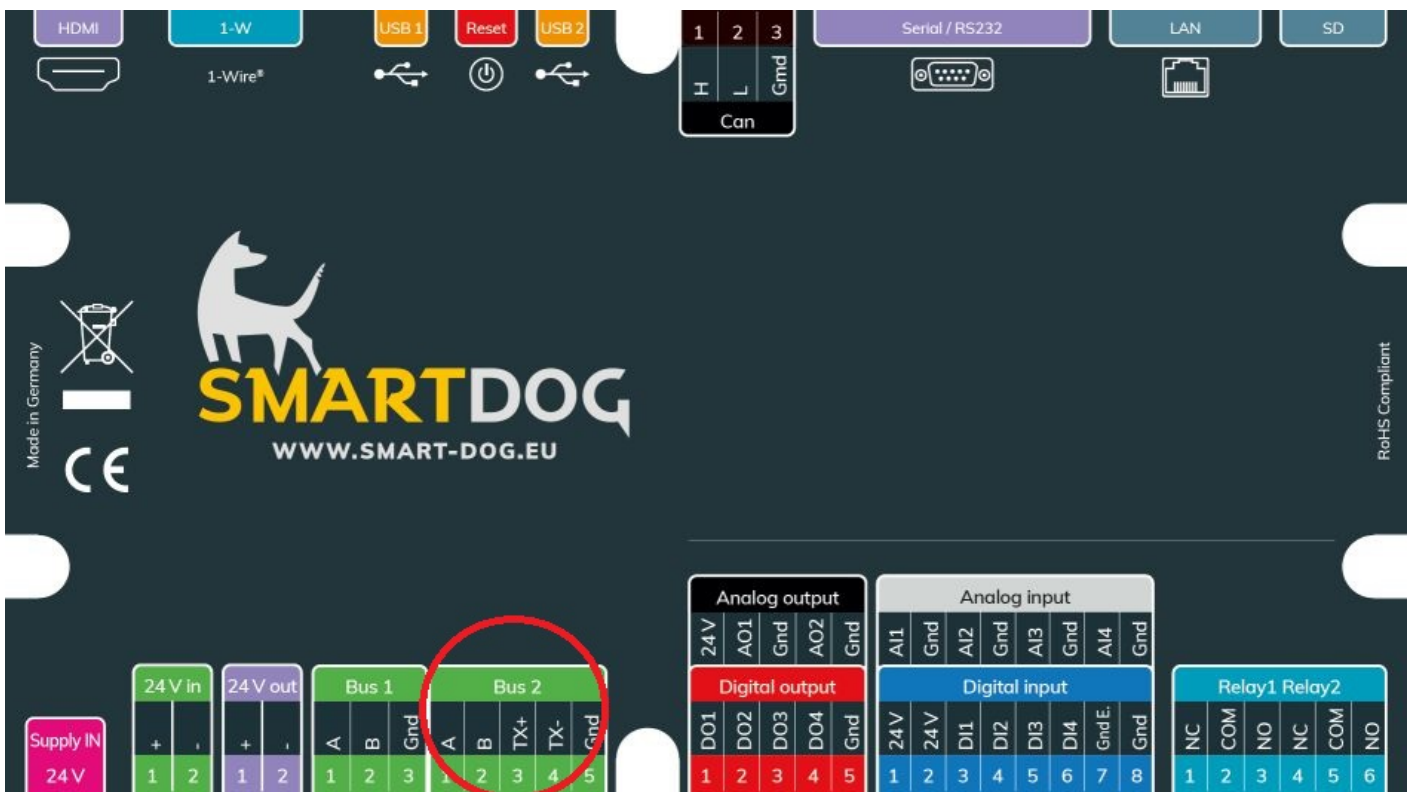 HDMI 1-W USB 1 Reset USB 2 1 2 3 Serial / RS232 LAN SD
1-Wire® H L Gmd
Can
Made in Germany
RoHS Compliant
CE
SMARTDOG
WWW.SMART-DOG.EU
Analog output Analog input
24 V AO1 Gnd AO2 Gnd AI1 Gnd AI2 Gnd AI3 Gnd AI4 Gnd
24 V in 24 V out Bus 1 Bus 2 Digital output Digital input Relay1 Relay2
Supply IN + - + - A B Gnd A B TX+ TX- Gnd DO1 DO2 DO3 DO4 Gnd 24 V 24 V DI1 DI2 DI3 DI4 Gnd E. Gnd NC COM NO NC COM NO
24 V 1 2 1 2 1 2 3 1 2 3 4 5 1 2 3 4 5 1 2 3 4 5 6 7 8 1 2 3 4 5 6